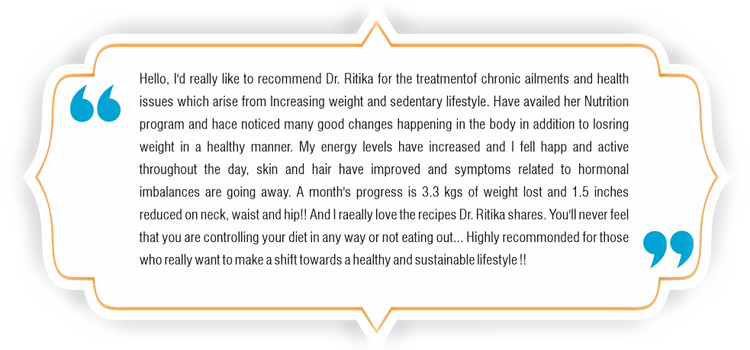 Hello, I'd really like to recommend Dr. Ritika for the treatmentof chronic ailments and health
issues which arise from Increasing weight and sedentary lifestyle. Have availed her Nutrition
program and hace noticed many good changes happening in the body in addition to losring
weight in a healthy manner. My energy levels have increased and I fell happ and active
throughout the day, skin and hair have improved and symptoms related to hormonal
imbalances are going away. A month's progress is 3.3 kgs of weight lost and 1.5 inches
reduced on neck, waist and hip!! And I raeally love the recipes Dr. Ritika shares. You'll never feel
that you are controlling your diet in any way or not eating out... Highly recommonded for those
who really want to make a shift towards a healthy and sustainable lifestyle !!